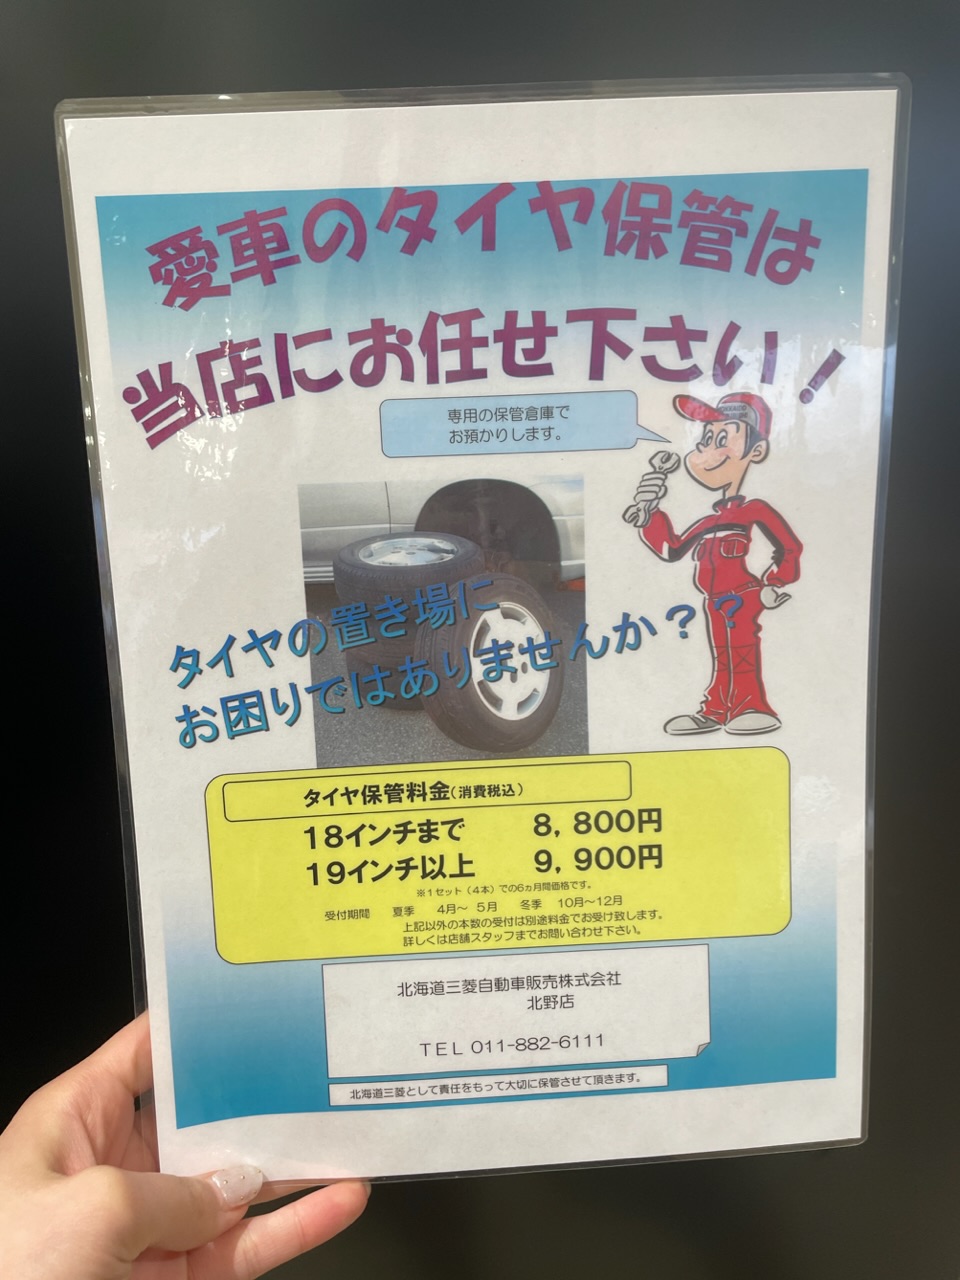 愛車のタイヤ保管は
当店にお任せ下さい!
専用の保管倉庫で
お預かりします。
タイヤの置き場に
お困りではありませんか??
タイヤ保管料金(消費税込)
18インチまで 8,800円
19インチ以上 9,900円
※1セット(4本)での6ヵ月間価格です。
受付期間 夏季 4月~ 5月 冬季 10月~12月
上記以外の本数の受付は別途料金でお受け致します。
詳しくは店舗スタッフまでお問い合わせ下さい。
北海道三菱自動車販売株式会社
北野店
TEL 011-882-6111
北海道三菱として責任をもって大切に保管させて頂きます。